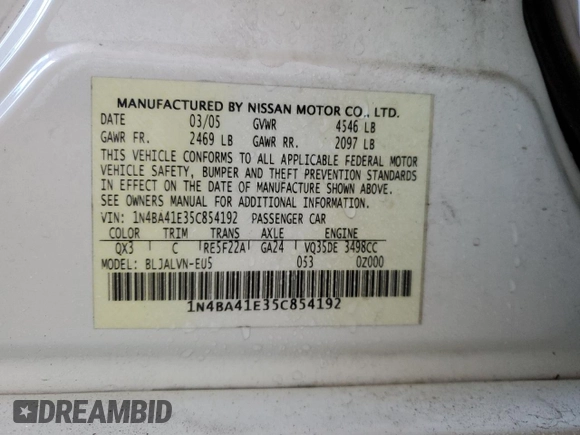 MANUFACTURED BY NISSAN MOTOR CO., LTD.
DATE 03/05 GVWR 4546 LB
GAWR FR. 2469 LB GAWR RR. 2097 LB
THIS VEHICLE CONFORMS TO ALL APPLICABLE FEDERAL MOTOR
VEHICLE SAFETY, BUMPER AND THEFT PREVENTION STANDARDS
IN EFFECT ON THE DATE OF MANUFACTURE SHOWN ABOVE.
SEE OWNERS MANUAL FOR ADDITIONAL INFORMATION.
VIN: 1N4BA41E35C854192 PASSENGER CAR
COLOR TRIM TRANS AXLE ENGINE
QX3 C RE5F22A GA24 VQ35DE 3498CC
MODEL: BLJALVN-EU5 053 0Z000
1N4BA41E35C854192
DREAMBID